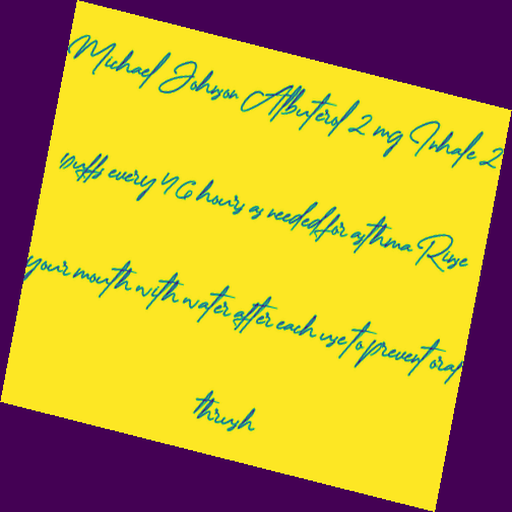 Michael Johnson Albuterol 2 mg Inhale 2
puffs every 4 6 hours as needed for asthma Rinse
your mouth with water after each use to prevent oral
thrush